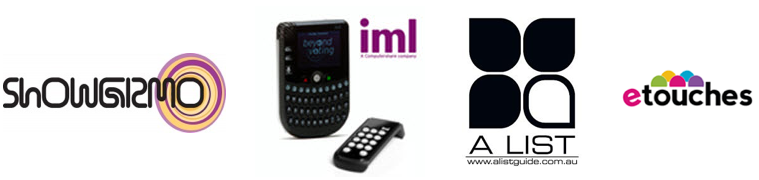 ShOWGIZMO
iml
A Computershare company
beyond
voting
A LIST
www.alistguide.com.au
etouches